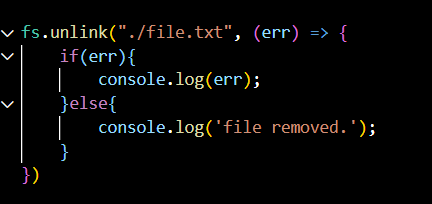 fs.unlink("./file.txt", (err) => {
    if(err){
        console.log(err);
    }else{
        console.log('file removed.');
    }
})